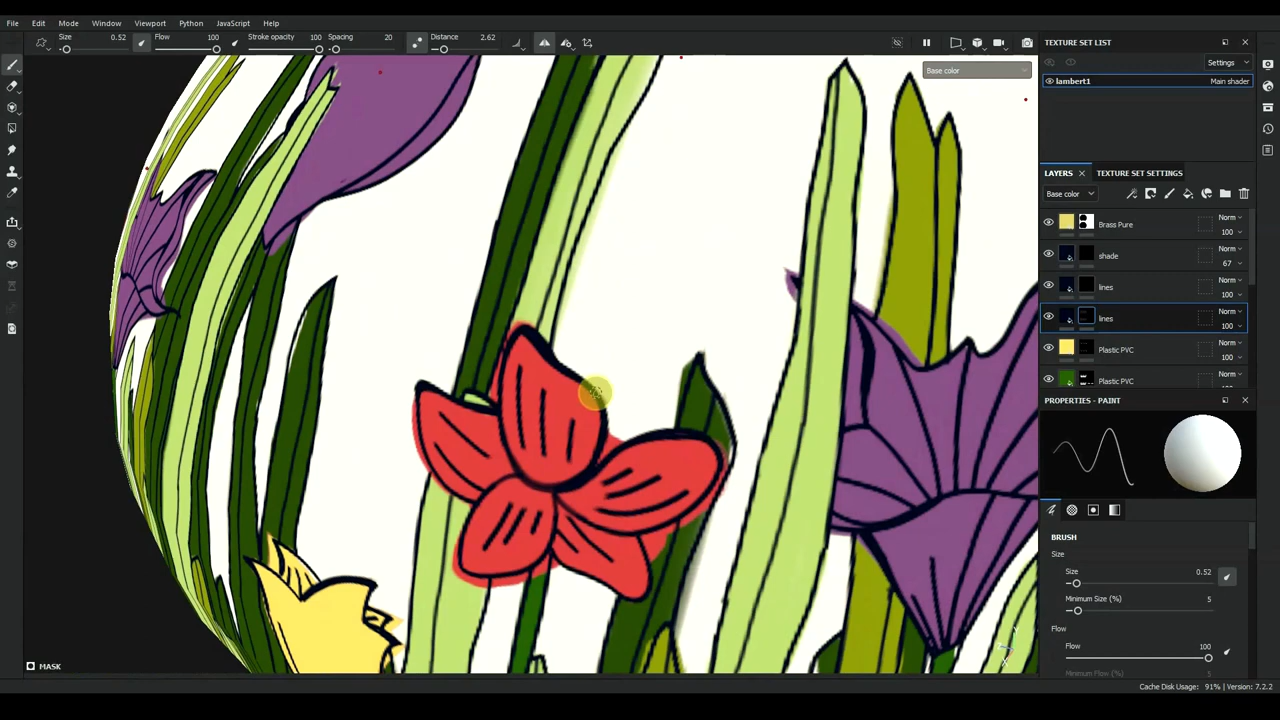 File Edit Mode Window Viewport Python JavaScript Help
Size 0.52 Flow 100 Stroke opacity 100 Spacing 20 Distance 2.62
Base color
TEXTURE SET LIST
Settings
lambert1 Main shader
LAYERS TEXTURE SET SETTINGS
Base color
Brass Pure Norm 100
shade Norm 67
lines Norm 100
lines Norm 100
Plastic PVC Norm 100
Plastic PVC Norm 100
PROPERTIES - PAINT
BRUSH
Size
Size 0.52
Minimum Size (%) 5
Flow
Flow 100
Minimum Flow (%) 5
Y
X
MASK
Cache Disk Usage: 91% | Version: 7.2.2